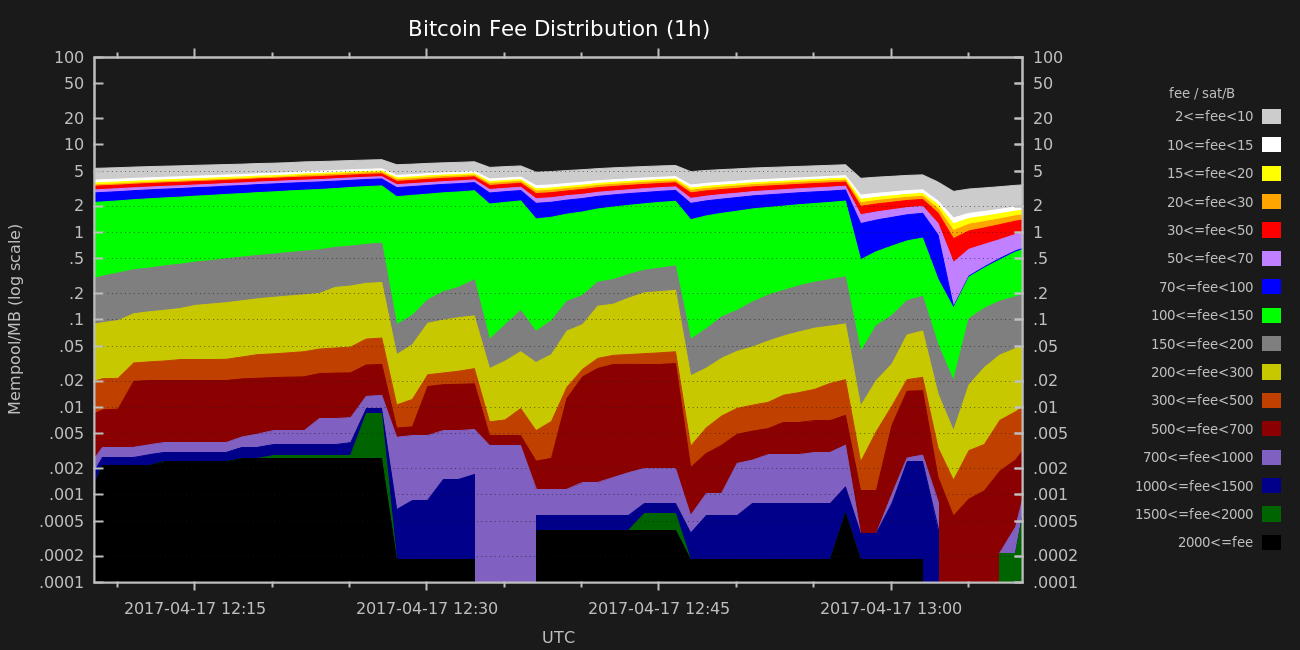 Bitcoin Fee Distribution (1h)
Mempool/MB (log scale)
100
50
20
10
5
2
1
.5
.2
.1
.05
.02
.01
.005
.002
.001
.0005
.0002
.0001
100
50
20
10
5
2
1
.5
.2
.1
.05
.02
.01
.005
.002
.001
.0005
.0002
.0001
fee / sat/B
2<=fee<10
10<=fee<15
15<=fee<20
20<=fee<30
30<=fee<50
50<=fee<70
70<=fee<100
100<=fee<150
150<=fee<200
200<=fee<300
300<=fee<500
500<=fee<700
700<=fee<1000
1000<=fee<1500
1500<=fee<2000
2000<=fee
2017-04-17 12:15 2017-04-17 12:30 2017-04-17 12:45 2017-04-17 13:00
UTC